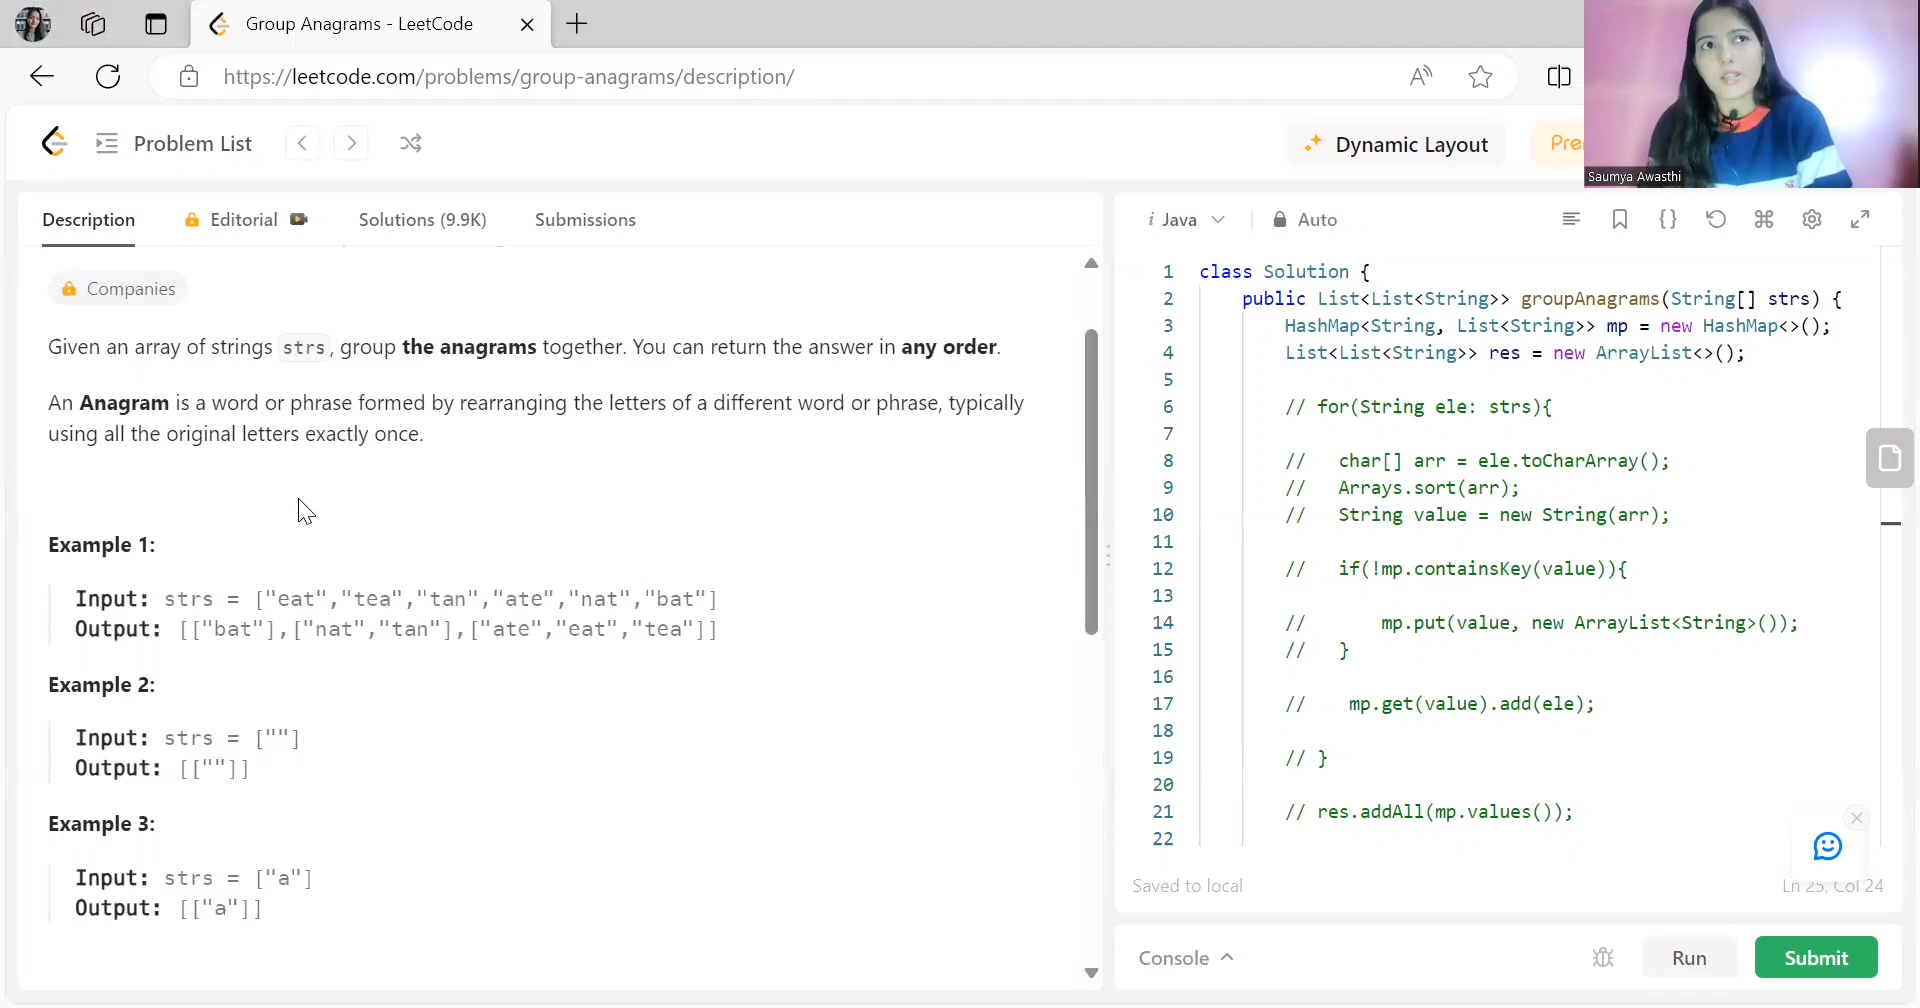 Group Anagrams - LeetCode
https://leetcode.com/problems/group-anagrams/description/
Saumya Awasthi
Problem List
Dynamic Layout
Description
Editorial
Solutions (9.9K)
Submissions
Companies
Given an array of strings strs, group the anagrams together. You can return the answer in any order.
An Anagram is a word or phrase formed by rearranging the letters of a different word or phrase, typically
using all the original letters exactly once.
Example 1:
Input: strs = ["eat","tea","tan","ate","nat","bat"]
Output: [["bat"],["nat","tan"],["ate","eat","tea"]]
Example 2:
Input: strs = [""]
Output: [[""]]
Example 3:
Input: strs = ["a"]
Output: [["a"]]
i Java
Auto
1 class Solution {
2 public List<List<String>> groupAnagrams(String[] strs) {
3 HashMap<String, List<String>> mp = new HashMap<>();
4 List<List<String>> res = new ArrayList<>();
5
6 // for(String ele: strs){
7
8 // char[] arr = ele.toCharArray();
9 // Arrays.sort(arr);
10 // String value = new String(arr);
11
12 // if(!mp.containsKey(value)){
13
14 // mp.put(value, new ArrayList<String>());
15 // }
16
17 // mp.get(value).add(ele);
18
19 // }
20
21 // res.addAll(mp.values());
22
Saved to local
Ln 25, Col 24
Console
Run
Submit